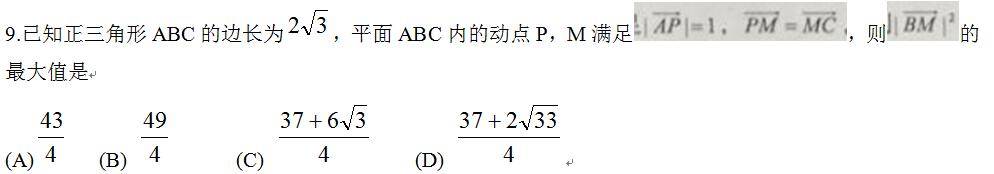 9.已知正三角形 ABC 的边长为 $2\sqrt{3}$，平面 ABC 内的动点 P，M 满足 $|\overrightarrow{AP}|=1$，$\overrightarrow{PM}=\overrightarrow{MC}$，则 $|\overrightarrow{BM}|^2$ 的
最大值是
(A) $\frac{43}{4}$ (B) $\frac{49}{4}$ (C) $\frac{37+6\sqrt{3}}{4}$ (D) $\frac{37+2\sqrt{33}}{4}$